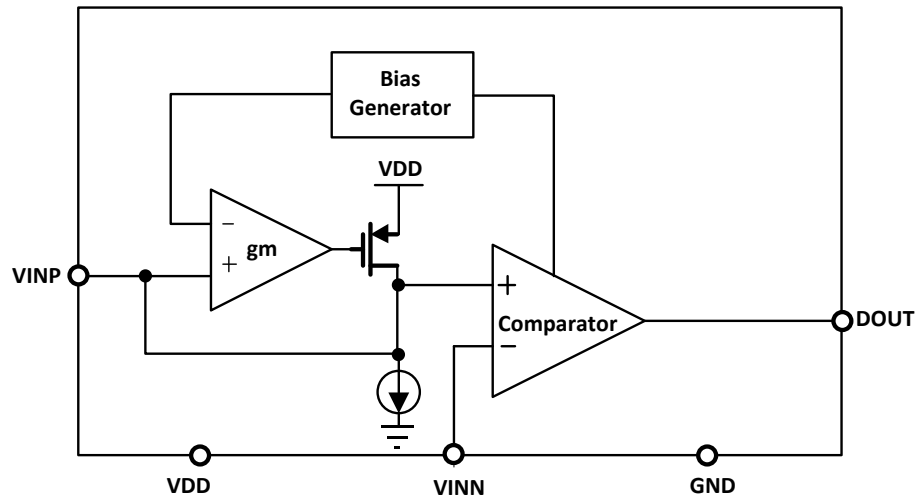 Bias
Generator
VDD
−
gm
+
VINP
+
Comparator
−
DOUT
VDD
VINN
GND